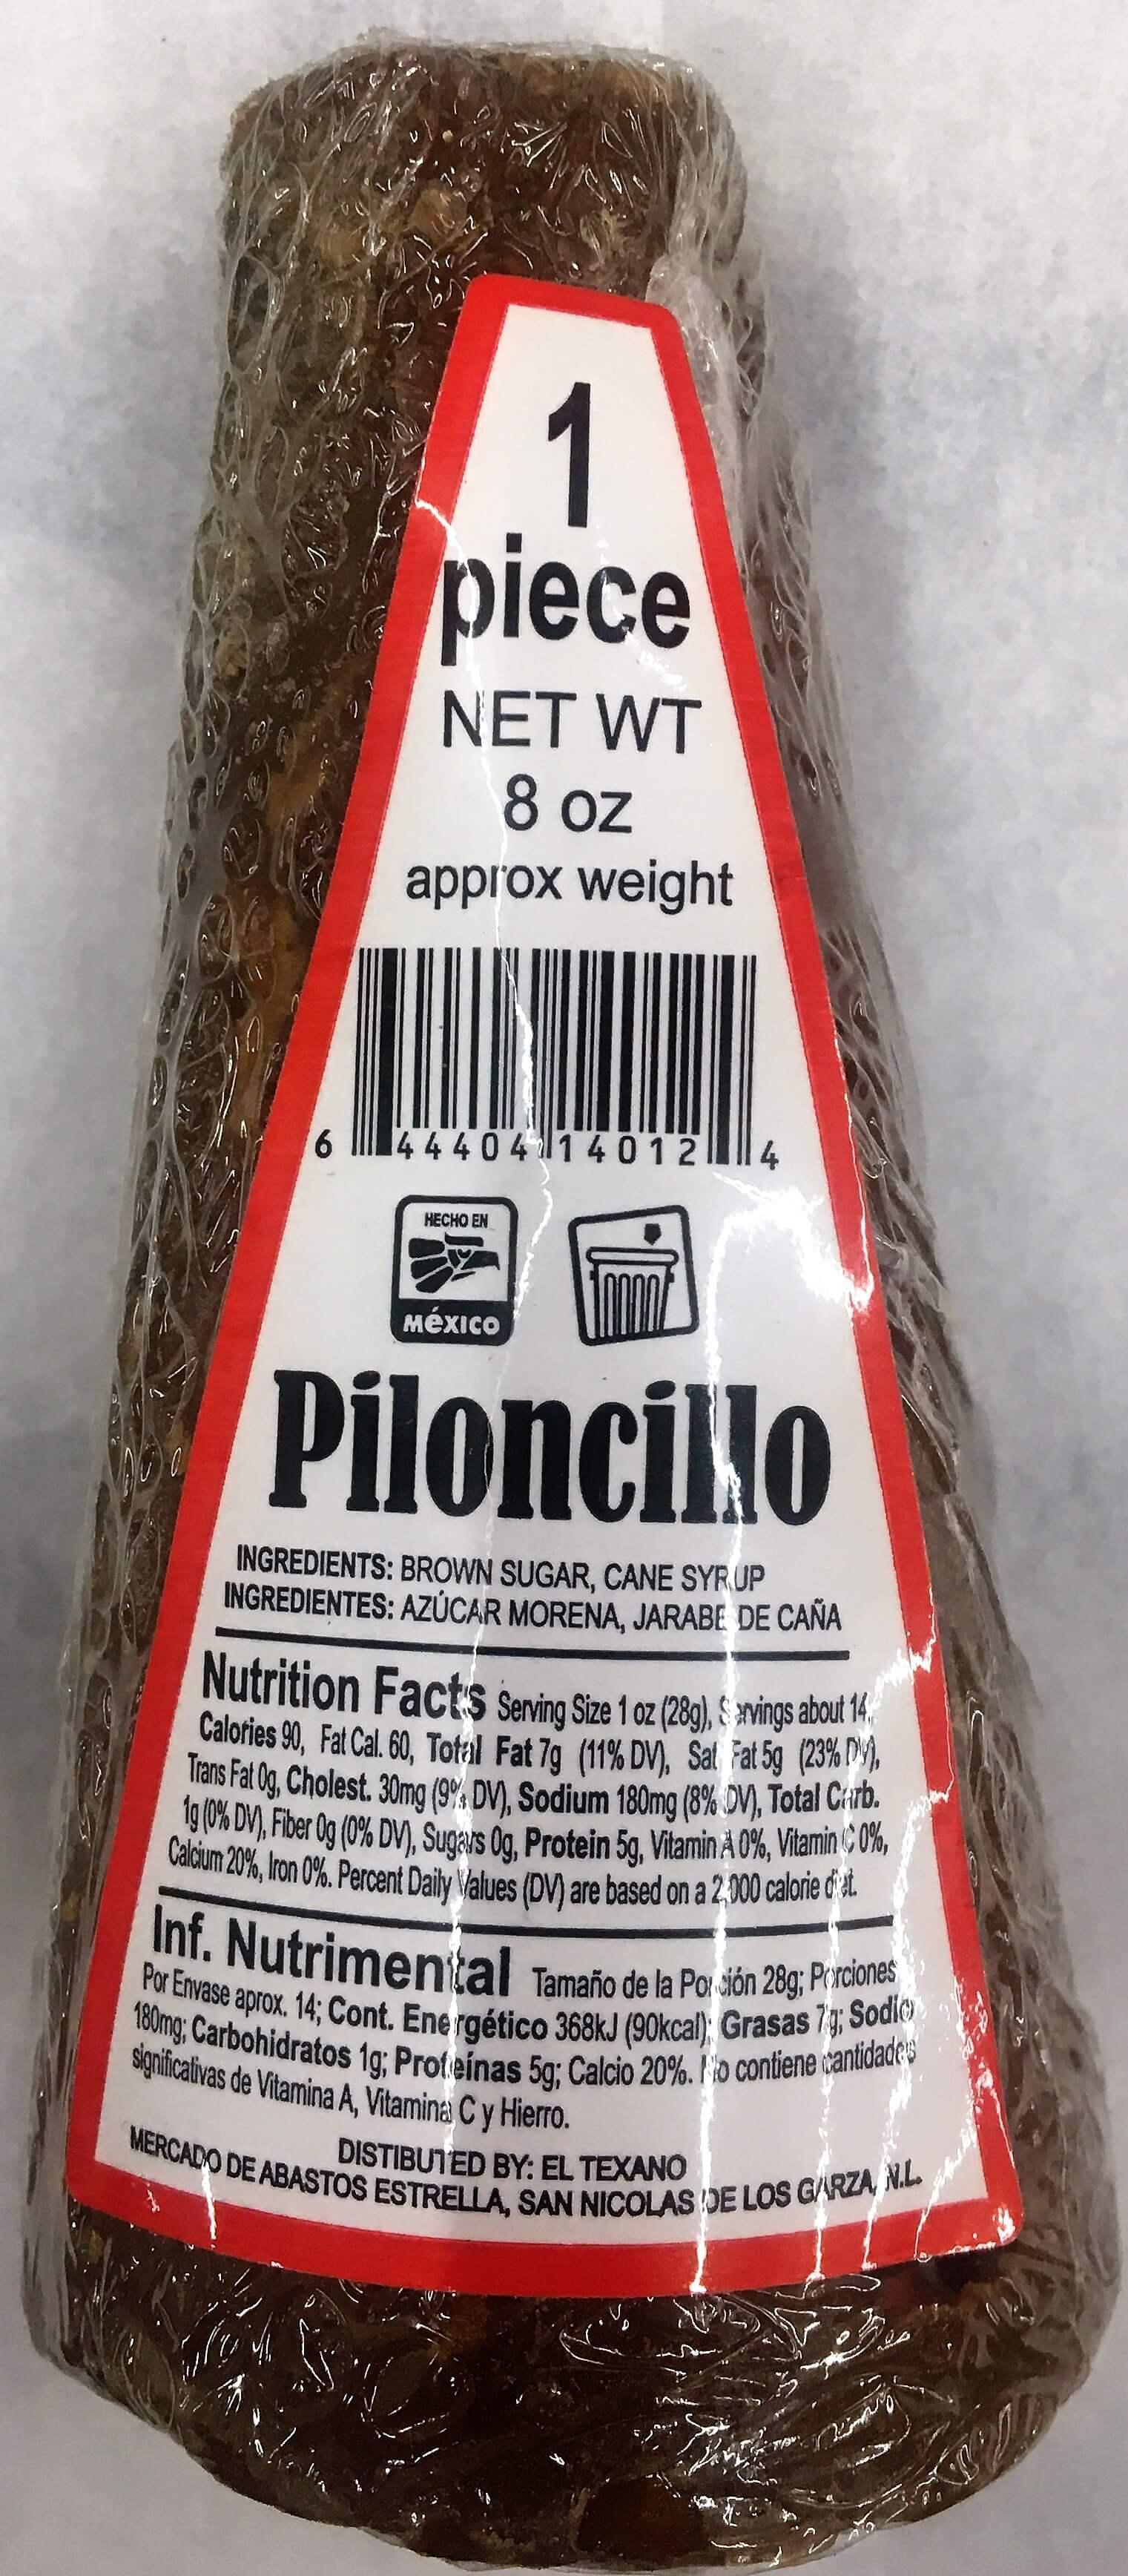 1
piece
NET WT
8 oz
approx weight
6 44404 14012 4
HECHO EN
MéXICO
Piloncillo
INGREDIENTS: BROWN SUGAR, CANE SYRUP
INGREDIENTES: AZÚCAR MORENA, JARABE DE CAÑA
Nutrition Facts Serving Size 1 oz (28g), Servings about 14,
Calories 90, Fat Cal. 60, Total Fat 7g (11% DV), Sat Fat 5g (23% DV),
Trans Fat 0g, Cholest. 30mg (9% DV), Sodium 180mg (8% DV), Total Carb.
1g (0% DV), Fiber 0g (0% DV), Sugars 0g, Protein 5g, Vitamin A 0%, Vitamin C 0%,
Calcium 20%, Iron 0%. Percent Daily Values (DV) are based on a 2,000 calorie diet.
Inf. Nutrimental Tamaño de la Porción 28g; Porciones
Por Envase aprox. 14; Cont. Energético 368kJ (90kcal); Grasas 7g; Sodio
180mg; Carbohidratos 1g; Proteínas 5g; Calcio 20%. No contiene cantidades
significativas de Vitamina A, Vitamina C y Hierro.
DISTIBUTED BY: EL TEXANO
MERCADO DE ABASTOS ESTRELLA, SAN NICOLAS DE LOS GARZA, N.L.